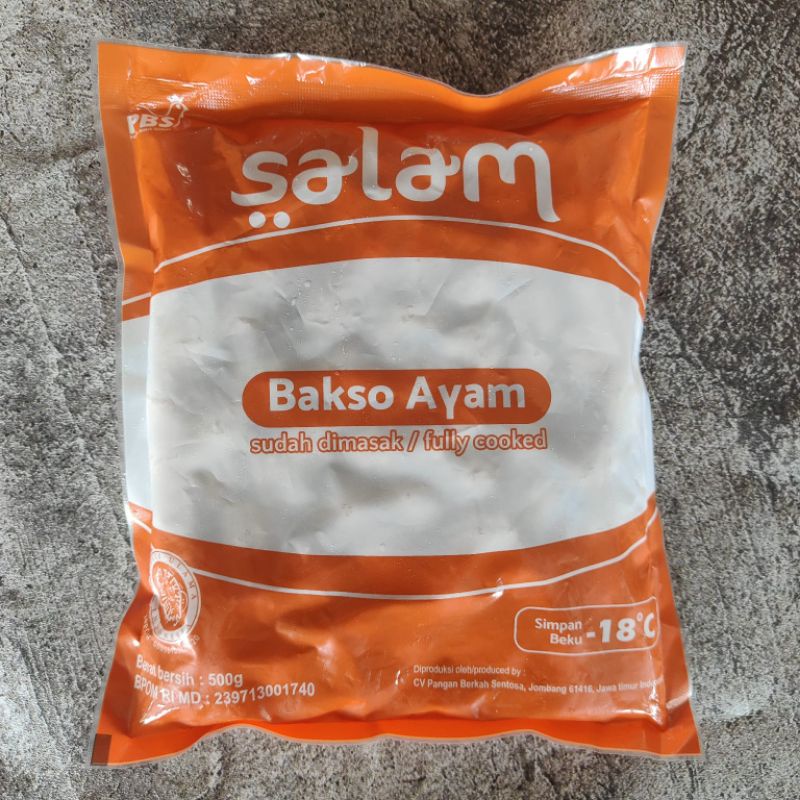 PBS
salam
Bakso Ayam
sudah dimasak / fully cooked
Simpan
Beku -18°C
Berat bersih : 500g
BPOM RI MD : 239713001740
Diproduksi oleh/produced by :
CV Pangan Berkah Sentosa, Jombang 61416, Jawa timur